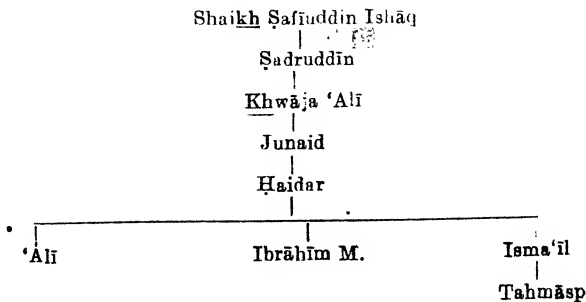 Shaikh Ṣafīuddin Isḥāq
Ṣadruddīn
Khwāja ‘Alī
Junaid
Ḥaidar
‘Alī Ibrāhīm M. Isma‘īl
Tahmāsp